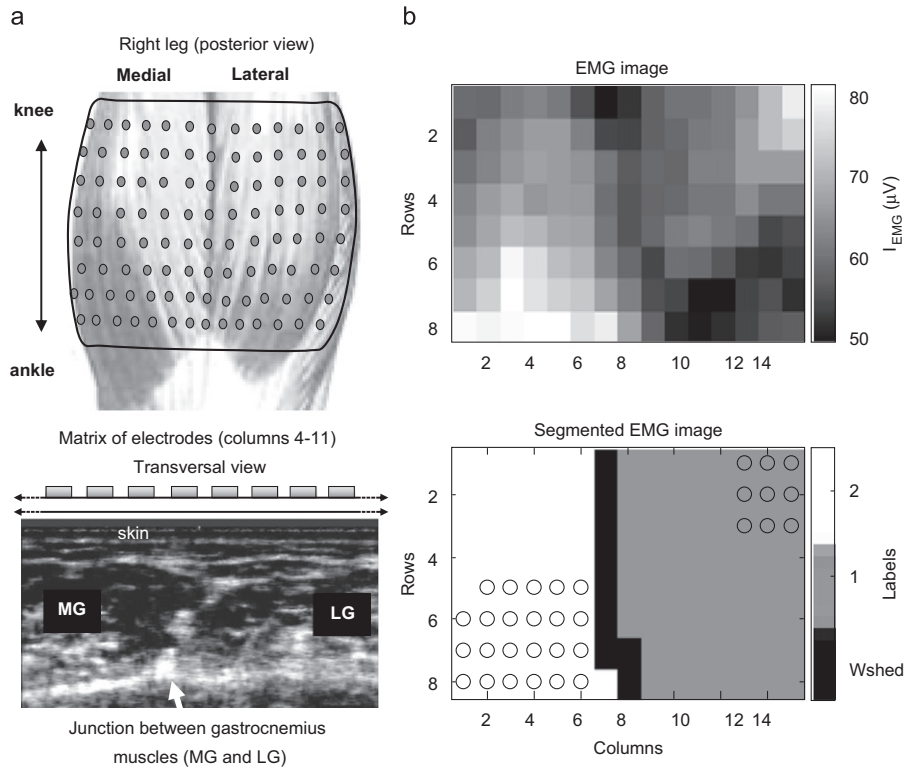 a
Right leg (posterior view)
Medial Lateral
knee
ankle
Matrix of electrodes (columns 4-11)
Transversal view
skin
MG
LG
Junction between gastrocnemius
muscles (MG and LG)
b
EMG image
Rows
2
4
6
8
2 4 6 8 10 12 14
80
70
60
50
I_EMG (μV)
Segmented EMG image
Rows
2
4
6
8
2 4 6 8 10 12 14
Columns
2
1
Wshed
Labels